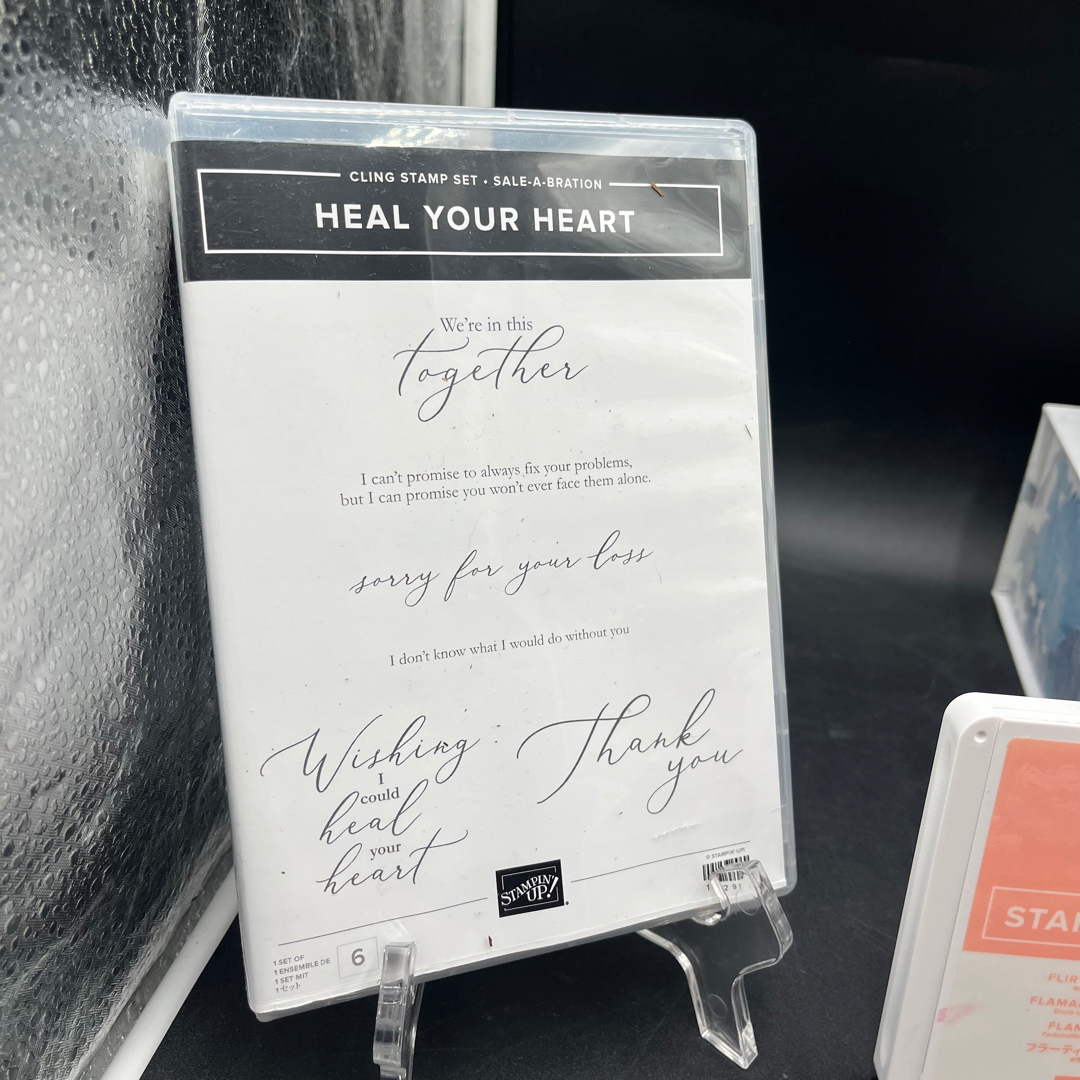 CLING STAMP SET • SALE-A-BRATION
HEAL YOUR HEART
We're in this
together
I can't promise to always fix your problems,
but I can promise you won't ever face them alone.
sorry for your loss
I don't know what I would do without you
Wishing
I
could
heal
your
heart
Thank
you
STAMPIN'
UP!
© STAMPIN' UP!
1 SET OF
1 ENSEMBLE DE
1 SET MIT
1 セット
6